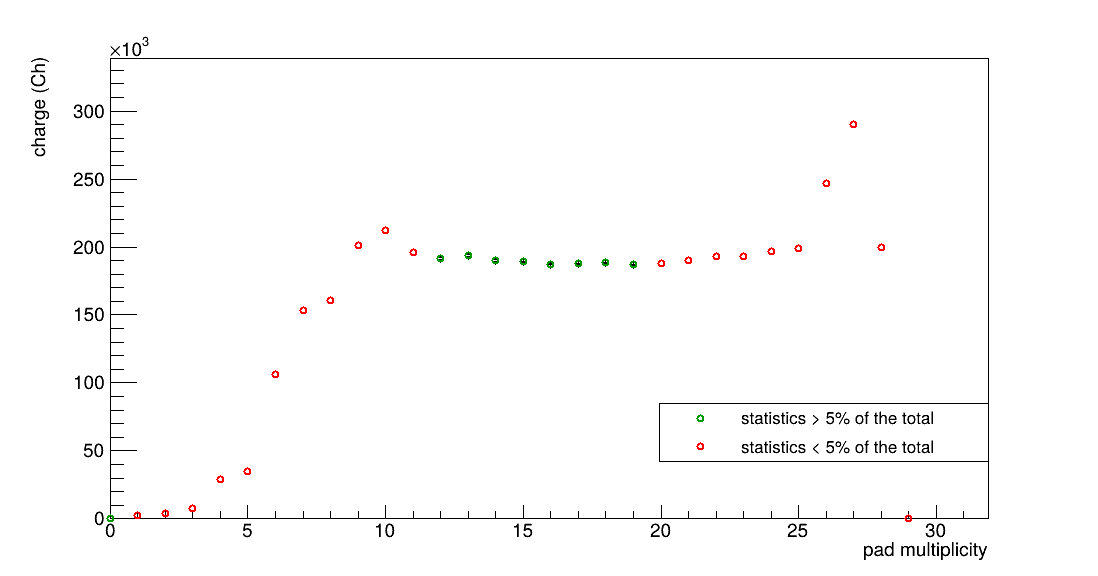 ×10³
charge (Ch)
300
250
200
150
100
50
0
statistics > 5% of the total
statistics < 5% of the total
0 5 10 15 20 25 30
pad multiplicity